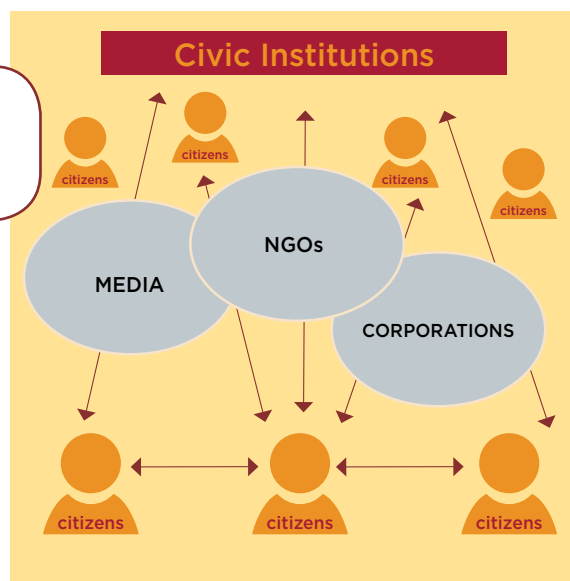 Civic Institutions
citizens
citizens
citizens
citizens
NGOs
MEDIA
CORPORATIONS
citizens
citizens
citizens